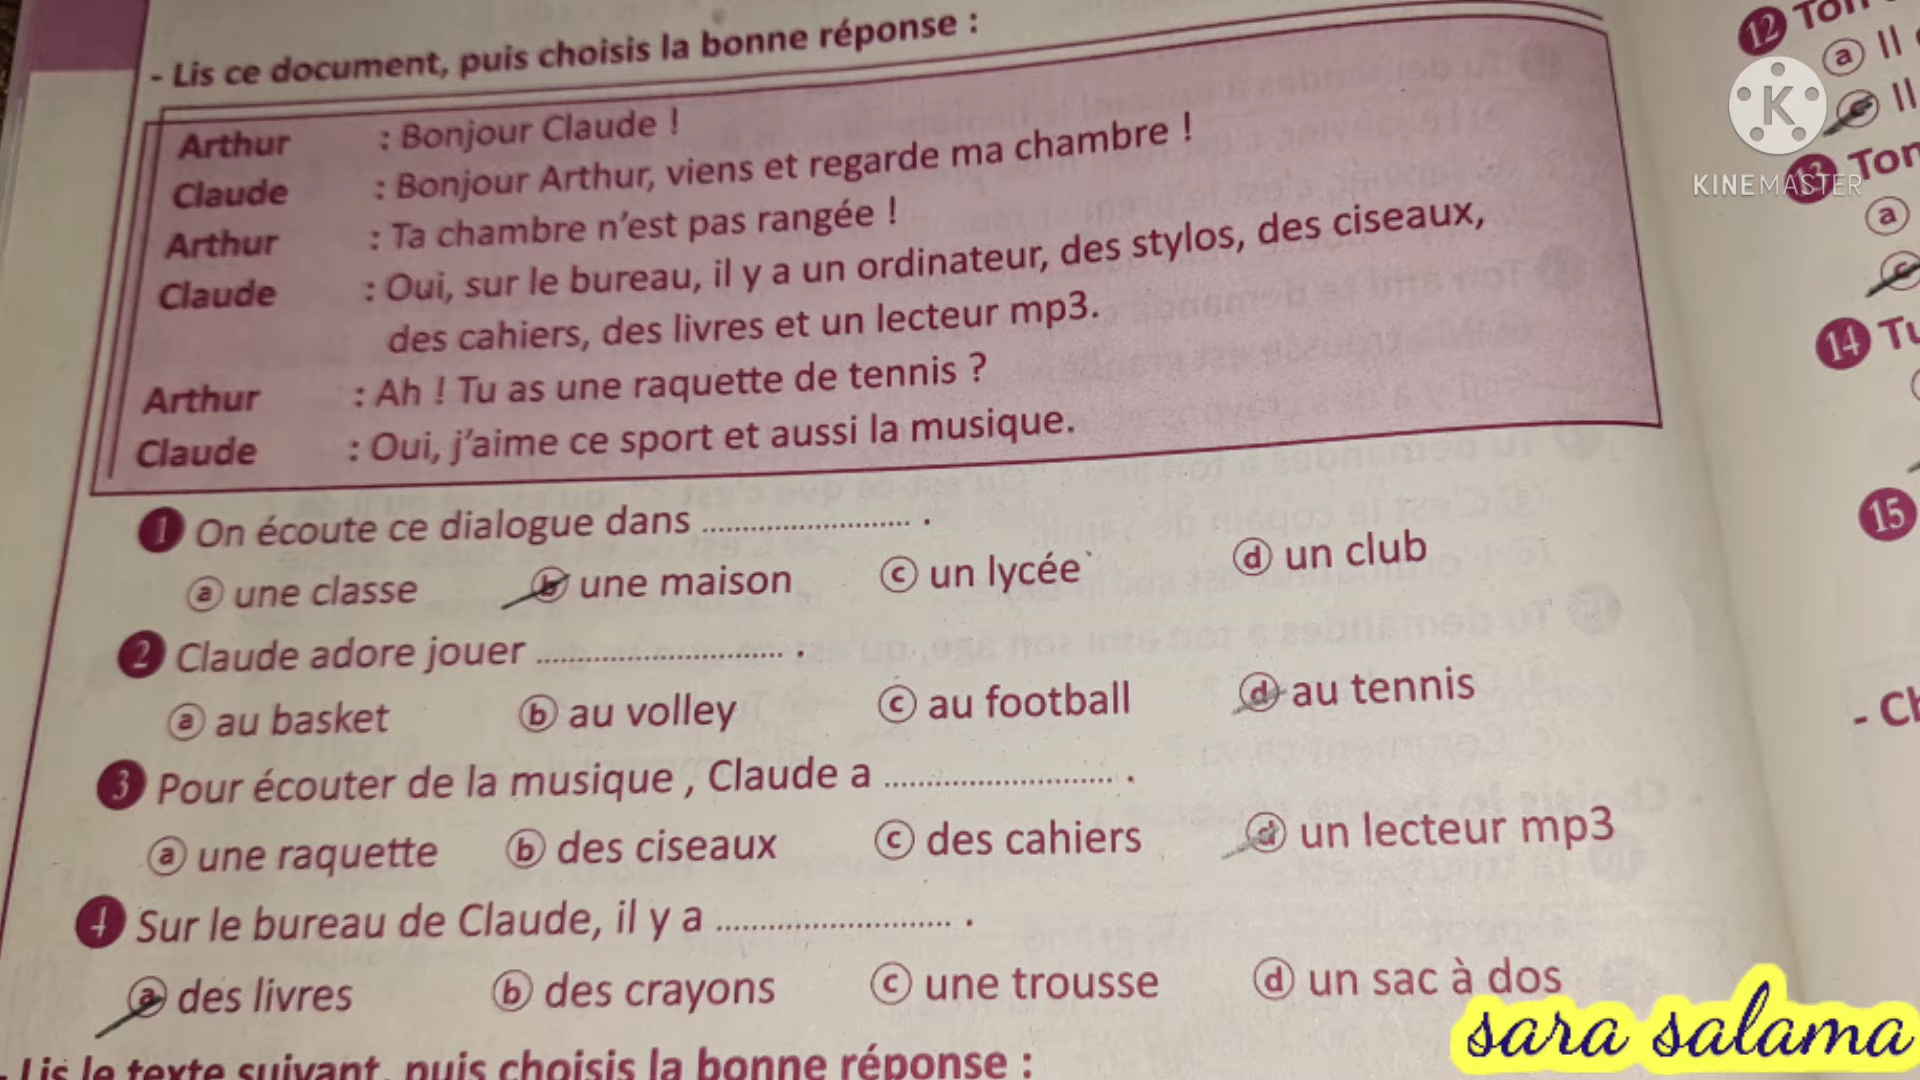 - Lis ce document, puis choisis la bonne réponse :
Arthur : Bonjour Claude !
Claude : Bonjour Arthur, viens et regarde ma chambre !
Arthur : Ta chambre n'est pas rangée !
Claude : Oui, sur le bureau, il y a un ordinateur, des stylos, des ciseaux,
des cahiers, des livres et un lecteur mp3.
Arthur : Ah ! Tu as une raquette de tennis ?
Claude : Oui, j'aime ce sport et aussi la musique.
1 On écoute ce dialogue dans ........................ .
a une classe b une maison c un lycée d un club
2 Claude adore jouer ............................ .
a au basket b au volley c au football d au tennis
3 Pour écouter de la musique , Claude a .......................... .
a une raquette b des ciseaux c des cahiers d un lecteur mp3
4 Sur le bureau de Claude, il y a .......................... .
a des livres b des crayons c une trousse d un sac à dos
- Lis le texte suivant, puis choisis la bonne réponse :
12
a Il
c Il
13
a
c
14
15
K
KINEMASTER
sara salama